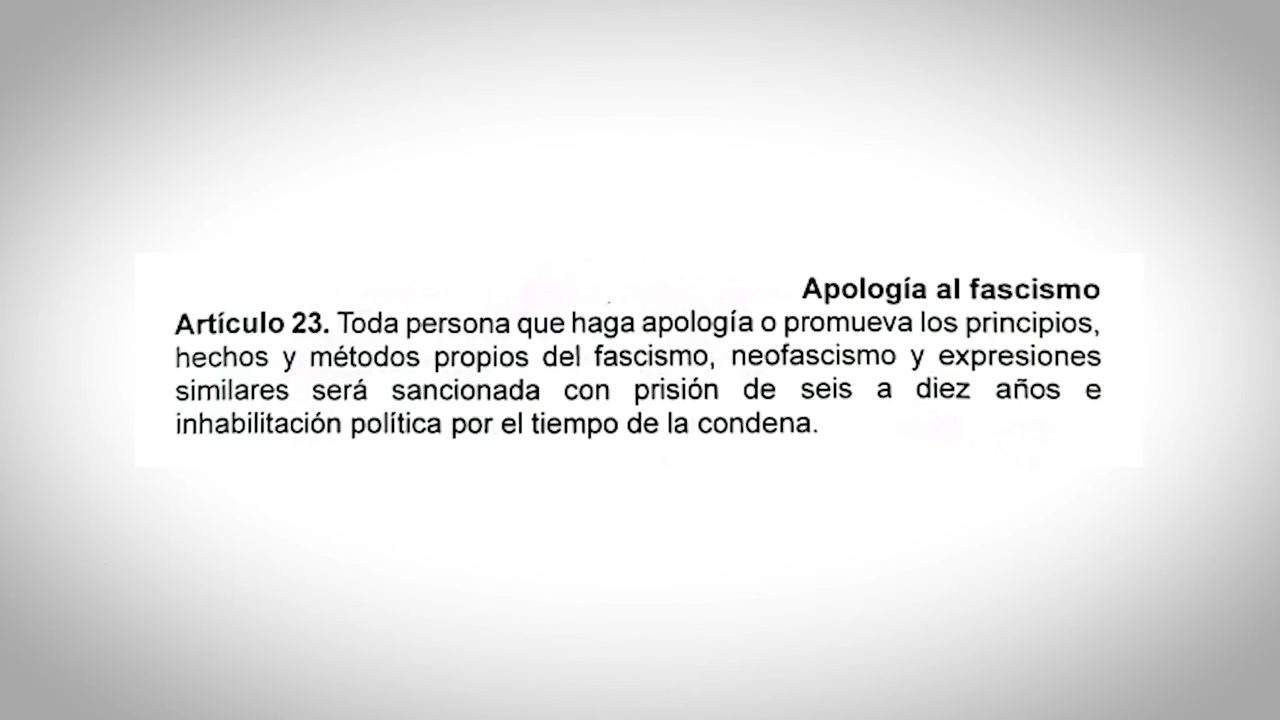 Apología al fascismo
Artículo 23. Toda persona que haga apología o promueva los principios,
hechos y métodos propios del fascismo, neofascismo y expresiones
similares será sancionada con prisión de seis a diez años e
inhabilitación política por el tiempo de la condena.